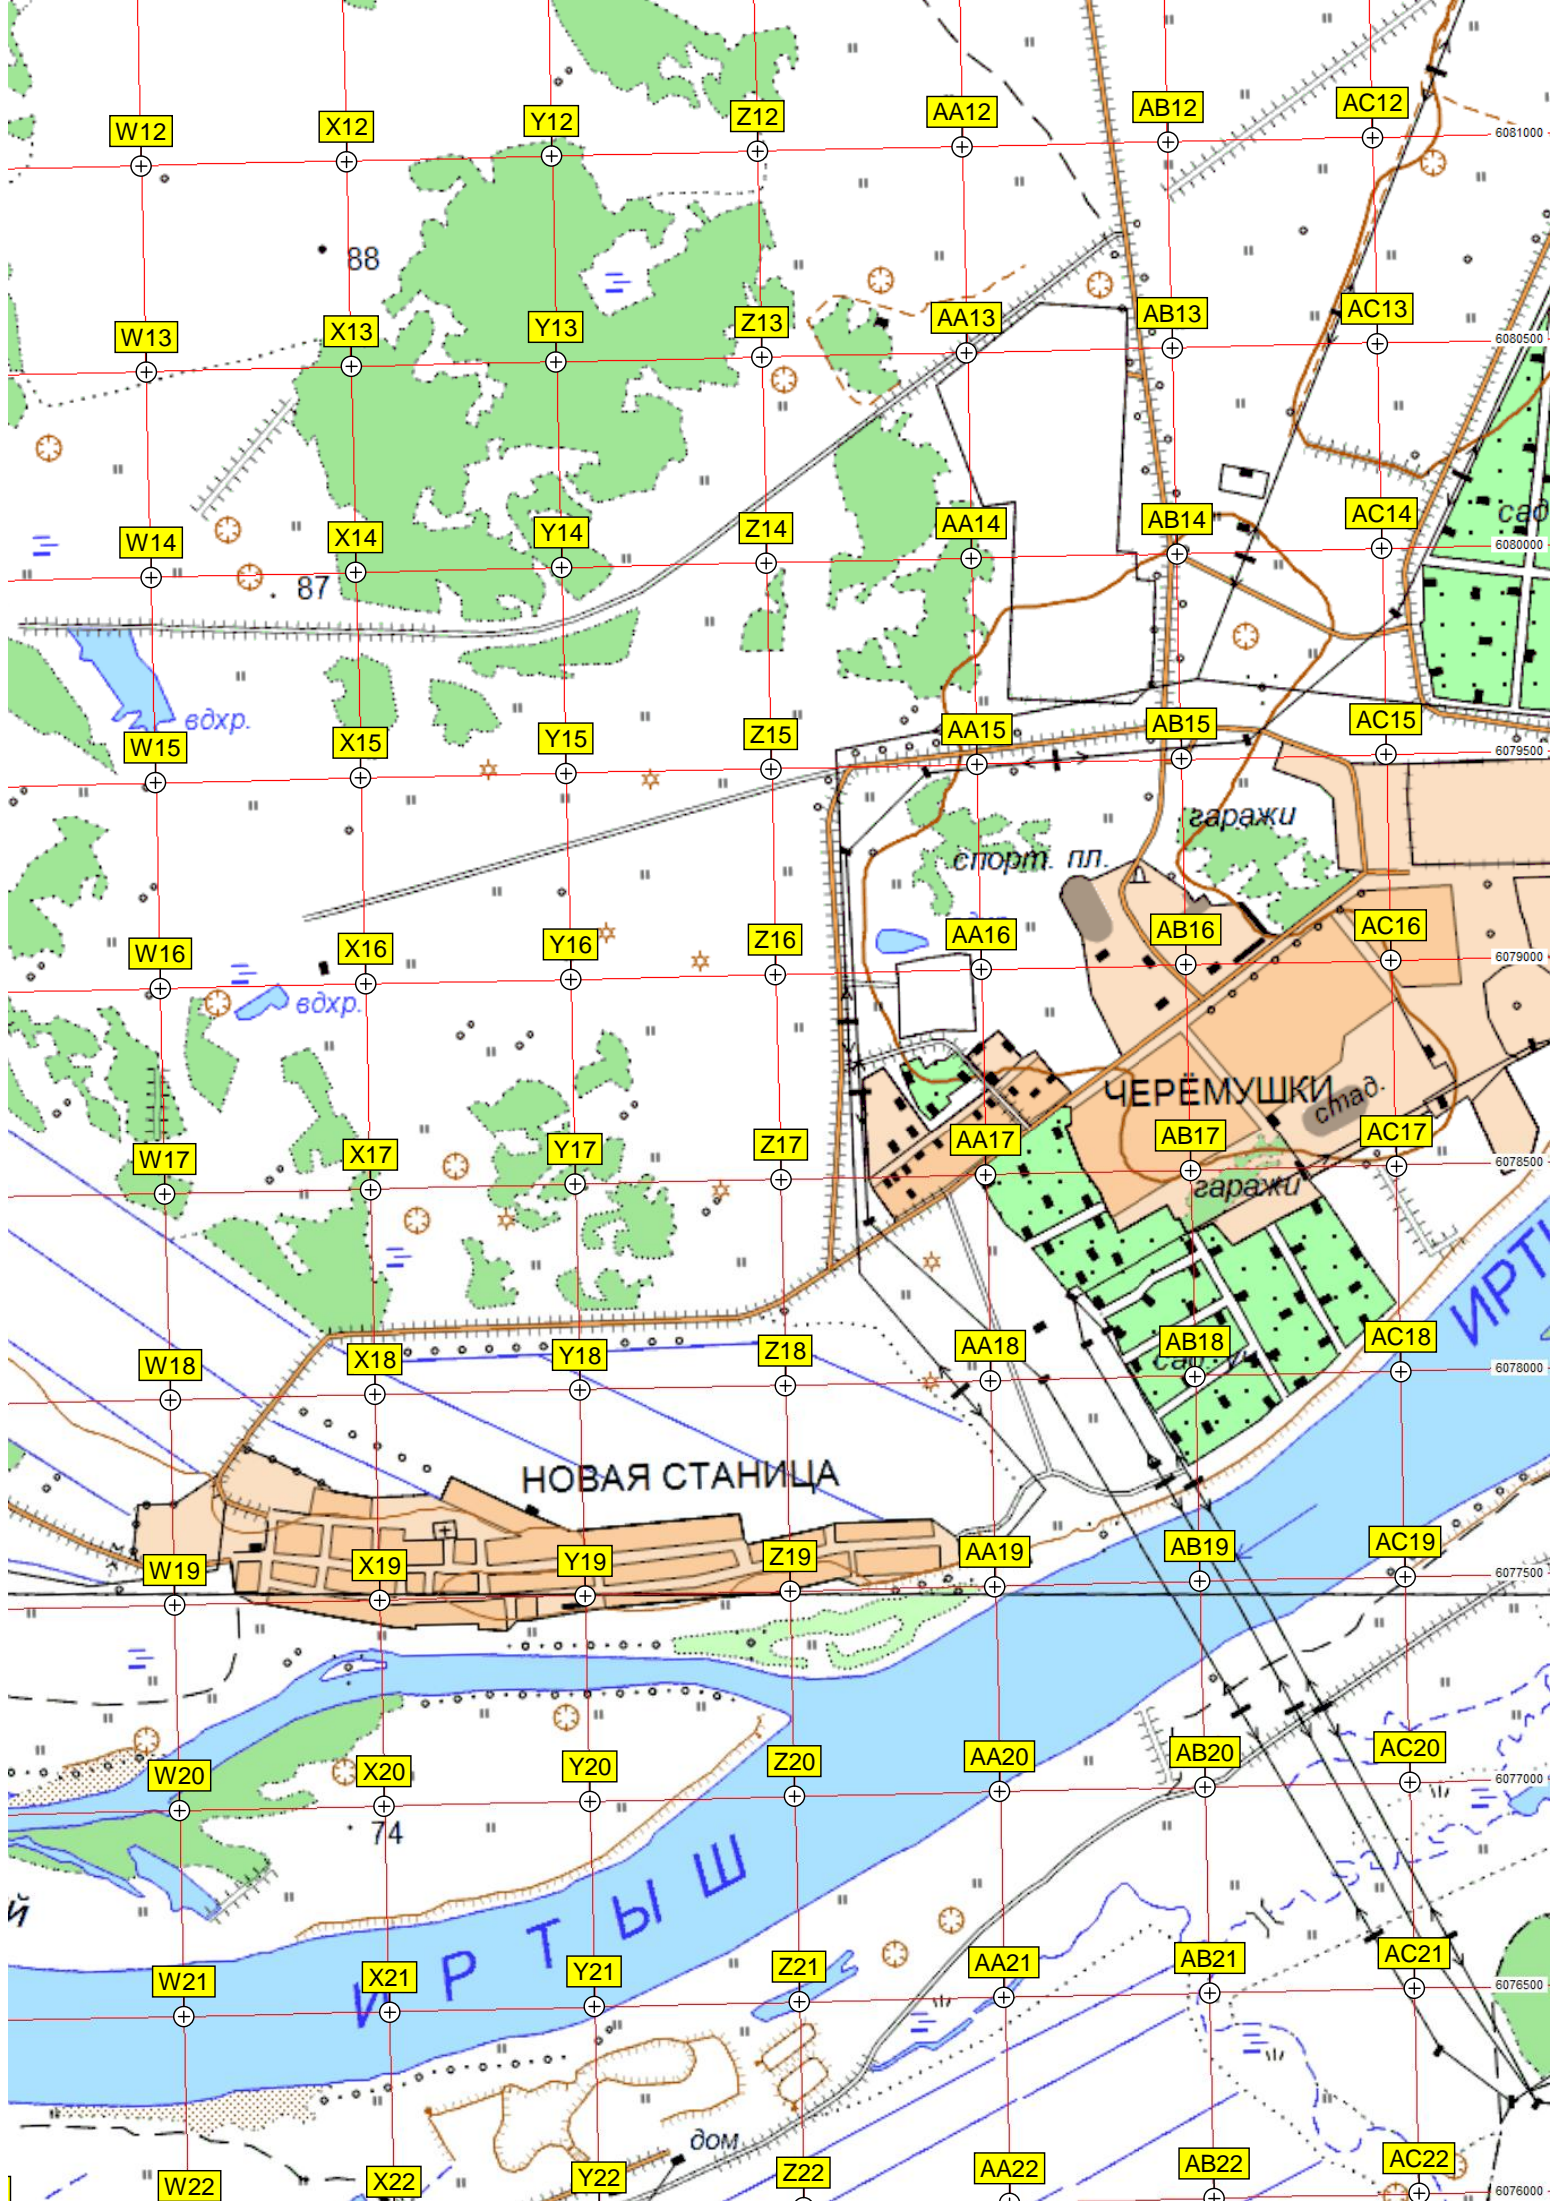 W12 X12 Y12 Z12 AA12 AB12 AC12
6081000
88
W13 X13 Y13 Z13 AA13 AB13 AC13
6080500
сад
W14 X14 Y14 Z14 AA14 AB14 AC14
6080000
87
вдхр.
W15 X15 Y15 Z15 AA15 AB15 AC15
6079500
гаражи
спорт. пл.
W16 X16 Y16 Z16 AA16 AB16 AC16
6079000
вдхр.
ЧЕРЁМУШКИ
стад.
W17 X17 Y17 Z17 AA17 AB17 AC17
6078500
гаражи
ИРТЫ
W18 X18 Y18 Z18 AA18 AB18 AC18
6078000
НОВАЯ СТАНИЦА
W19 X19 Y19 Z19 AA19 AB19 AC19
6077500
W20 X20 Y20 Z20 AA20 AB20 AC20
6077000
74
й
ИРТЫШ
W21 X21 Y21 Z21 AA21 AB21 AC21
6076500
дом
W22 X22 Y22 Z22 AA22 AB22 AC22
6076000